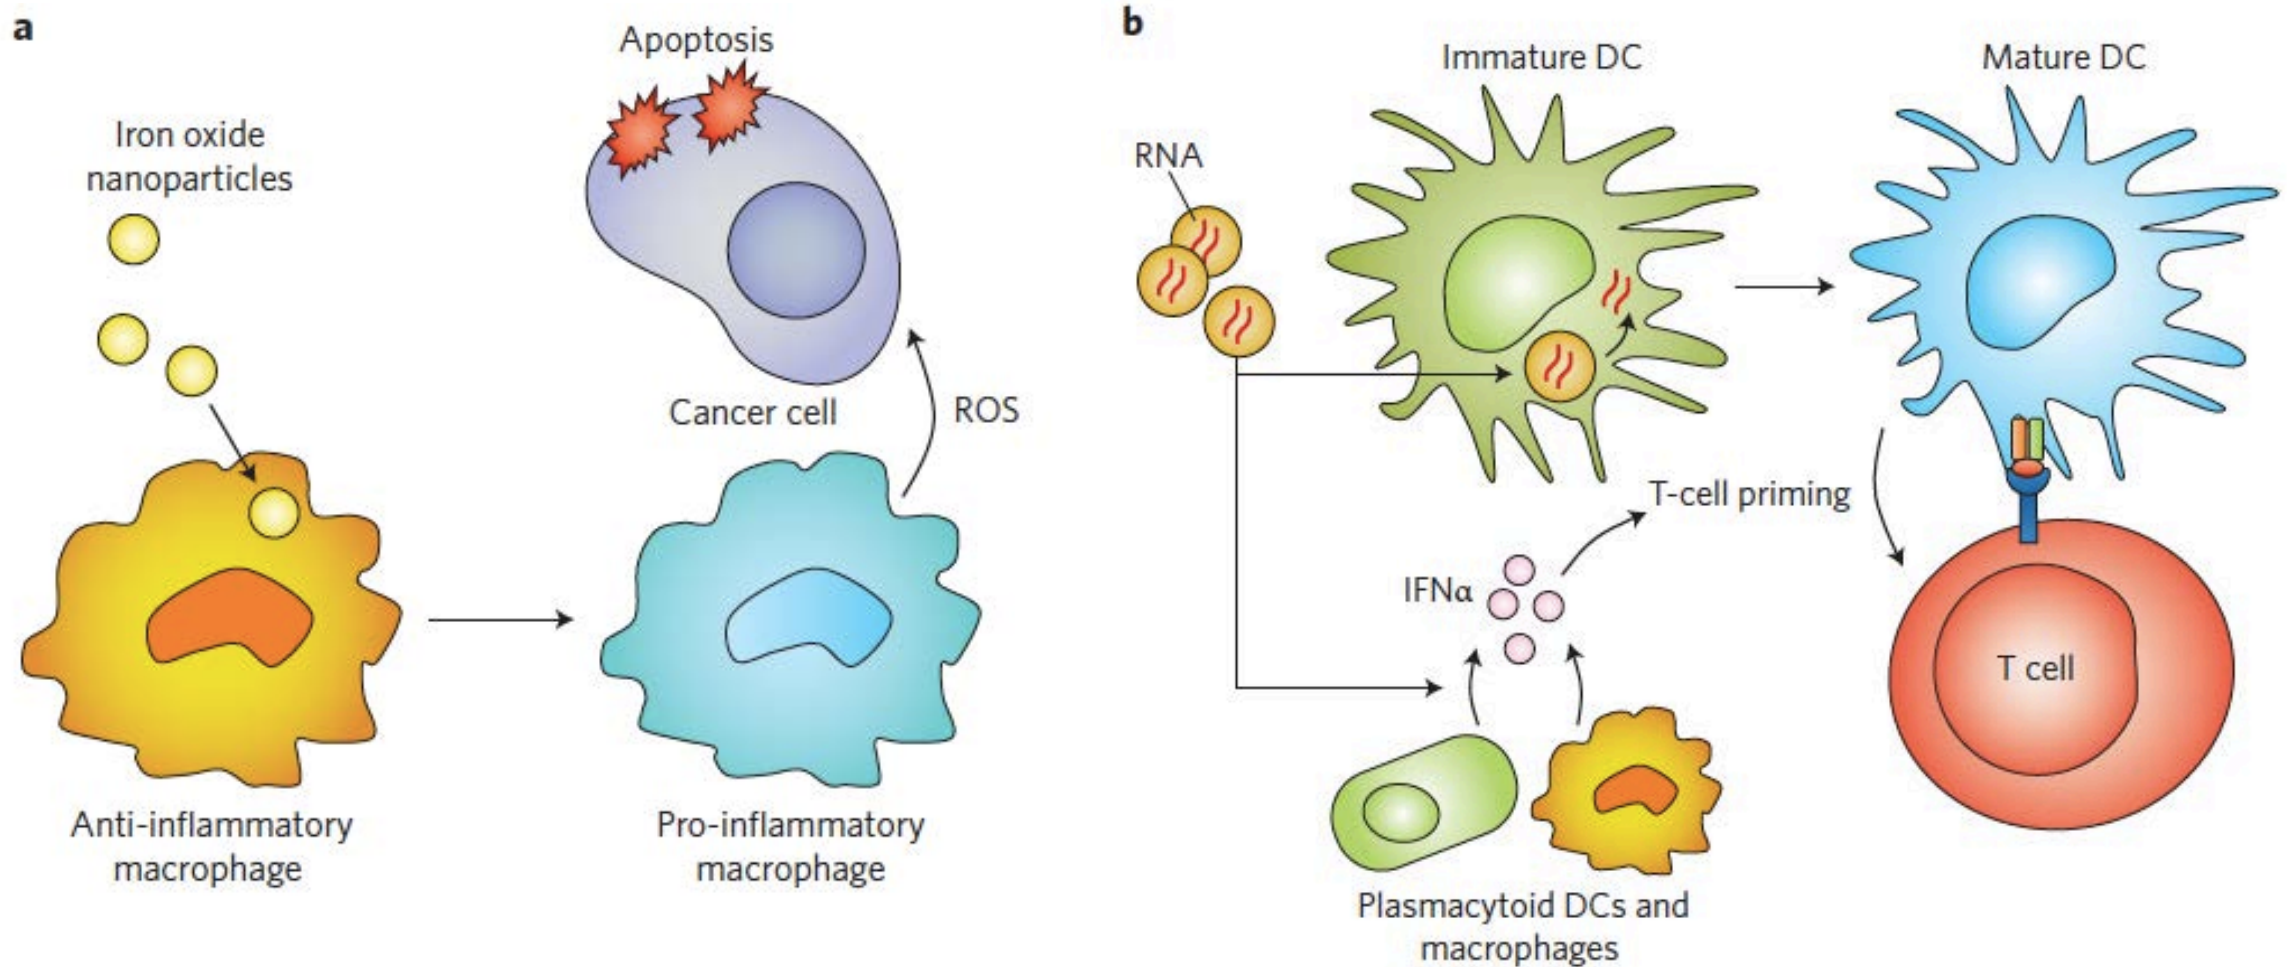 a
Apoptosis
Iron oxide
nanoparticles
Cancer cell
ROS
Anti-inflammatory
macrophage
Pro-inflammatory
macrophage
b
Immature DC
Mature DC
RNA
T-cell priming
IFNα
T cell
Plasmacytoid DCs and
macrophages